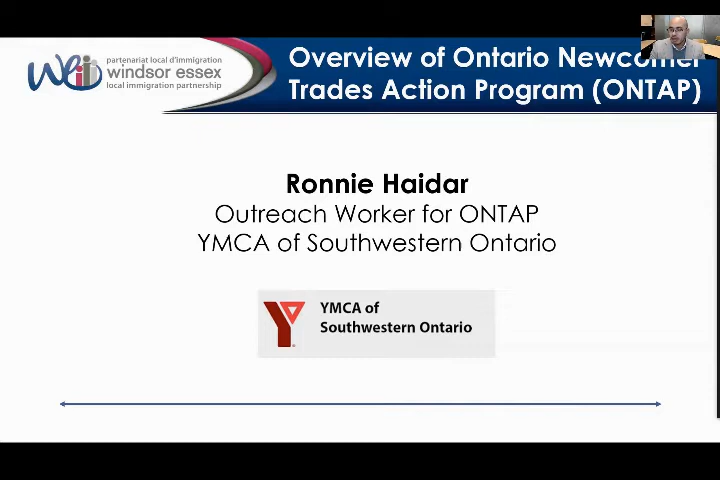 partenariat local d'immigration
windsor essex
local immigration partnership
Overview of Ontario Newcomer
Trades Action Program (ONTAP)
Ronnie Haidar
Outreach Worker for ONTAP
YMCA of Southwestern Ontario
YMCA of
Southwestern Ontario